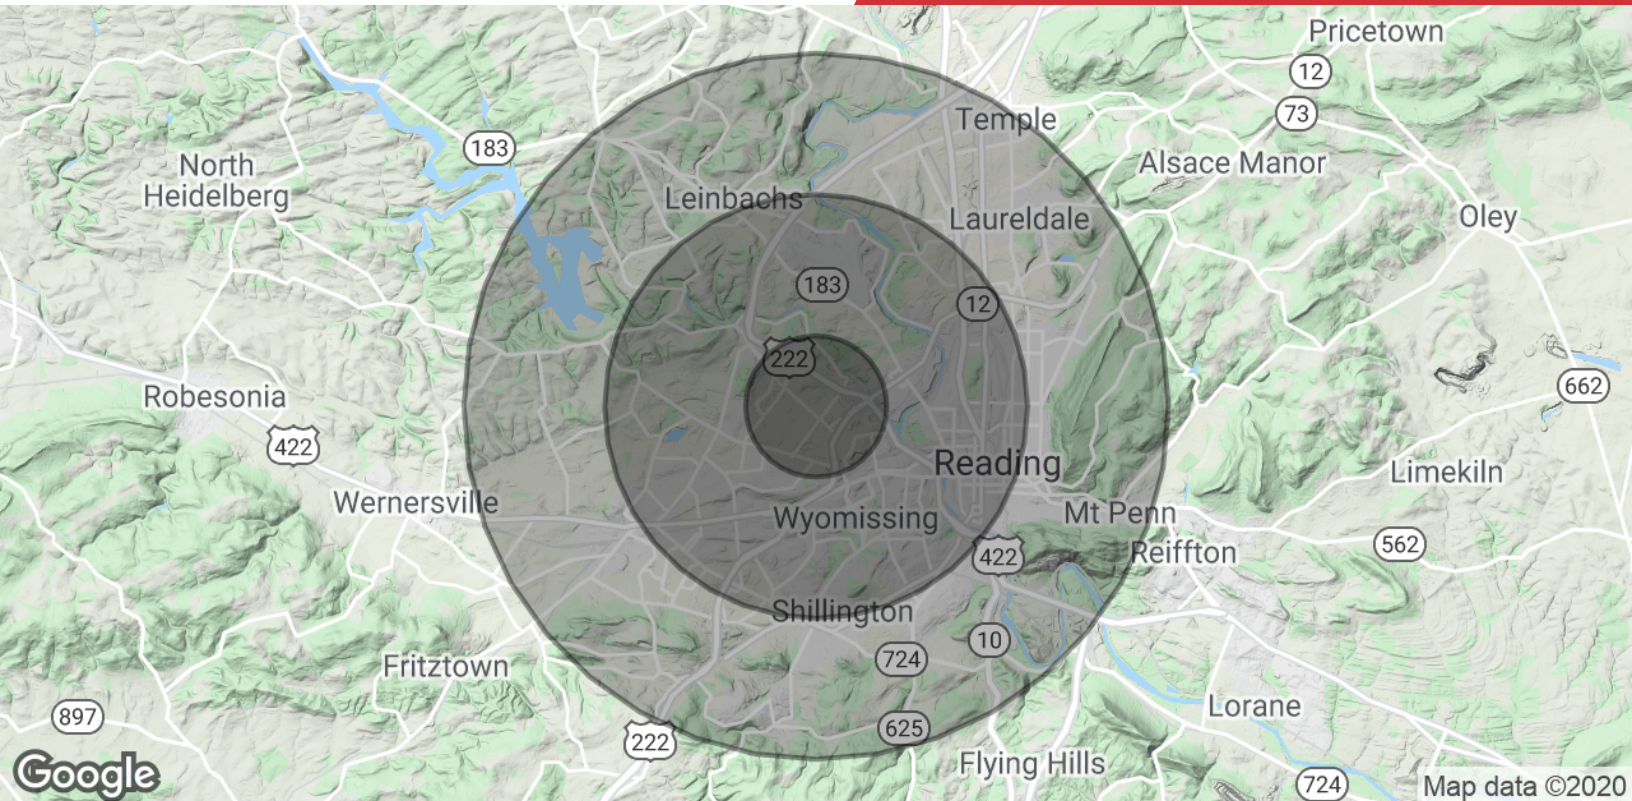 Pricetown
12
73
Temple
183
North
Heidelberg
Alsace Manor
Leinbachs
Laureldale
Oley
183
12
222
662
Robesonia
422
Reading
Limekiln
Wernersville
Wyomissing
Mt Penn
562
Reiffton
422
Shillington
10
724
Fritztown
897
Lorane
625
222
Flying Hills
Google
724
Map data ©2020